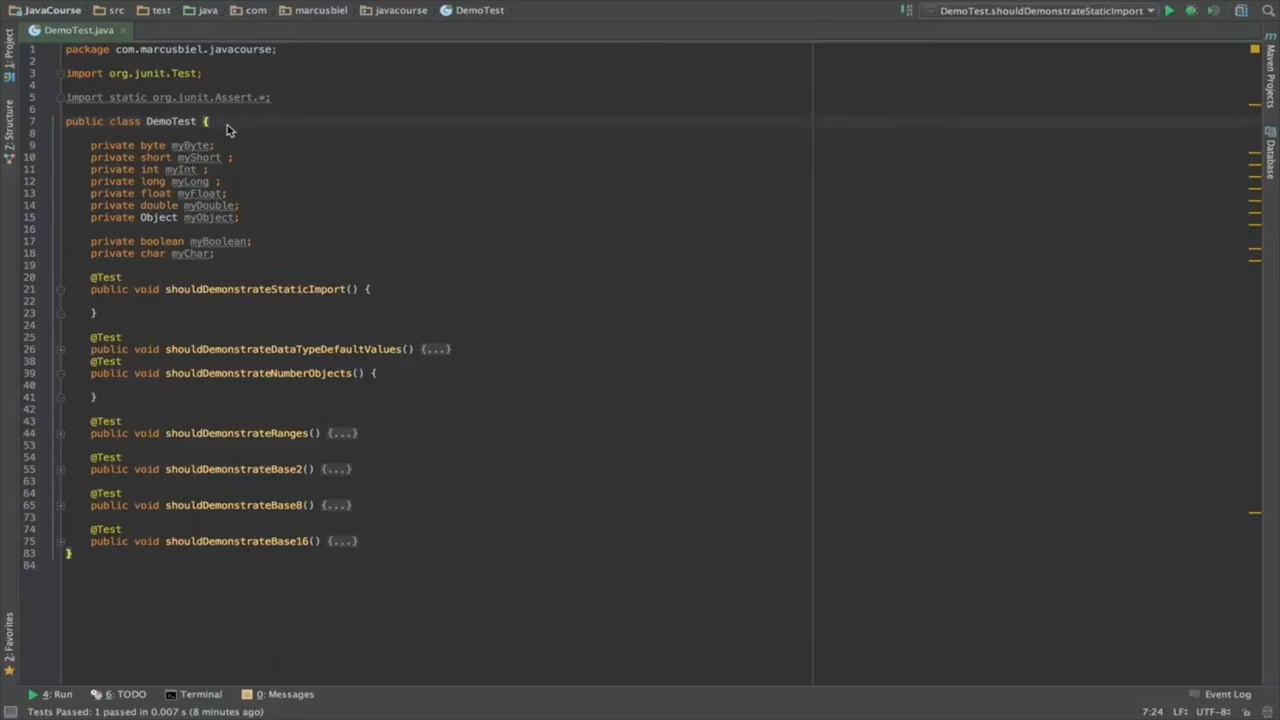 JavaCourse src test java com marcusbiel javacourse DemoTest DemoTest.shouldDemonstrateStaticImport
DemoTest.java
1 package com.marcusbiel.javacourse;
2
3 import org.junit.Test;
4
5 import static org.junit.Assert.*;
6
7 public class DemoTest {
8
9 private byte myByte;
10 private short myShort ;
11 private int myInt ;
12 private long myLong ;
13 private float myFloat;
14 private double myDouble;
15 private Object myObject;
16
17 private boolean myBoolean;
18 private char myChar;
19
20 @Test
21 public void shouldDemonstrateStaticImport() {
22
23 }
24
25 @Test
26 public void shouldDemonstrateDataTypeDefaultValues() {...}
38 @Test
39 public void shouldDemonstrateNumberObjects() {
40
41 }
42
43 @Test
44 public void shouldDemonstrateRanges() {...}
53
54 @Test
55 public void shouldDemonstrateBase2() {...}
63
64 @Test
65 public void shouldDemonstrateBase8() {...}
73
74 @Test
75 public void shouldDemonstrateBase16() {...}
83 }
84
1: Project
Z: Structure
2: Favorites
Maven Projects
Database
4: Run 6: TODO Terminal 0: Messages Event Log
Tests Passed: 1 passed in 0.007 s (8 minutes ago) 7:24 LF÷ UTF-8÷